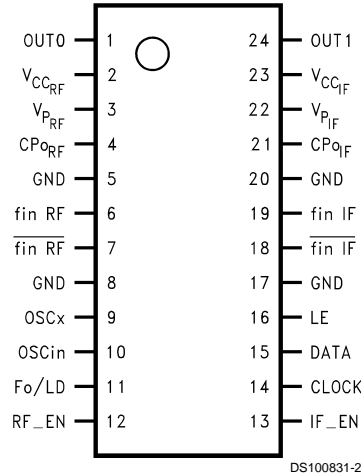 OUT0 1 24 OUT1
VCCRF 2 23 VCCIF
VPRF 3 22 VPIF
CPoRF 4 21 CPoIF
GND 5 20 GND
fin RF 6 19 fin IF
fin RF 7 18 fin IF
GND 8 17 GND
OSCx 9 16 LE
OSCin 10 15 DATA
Fo/LD 11 14 CLOCK
RF_EN 12 13 IF_EN
DS100831-2